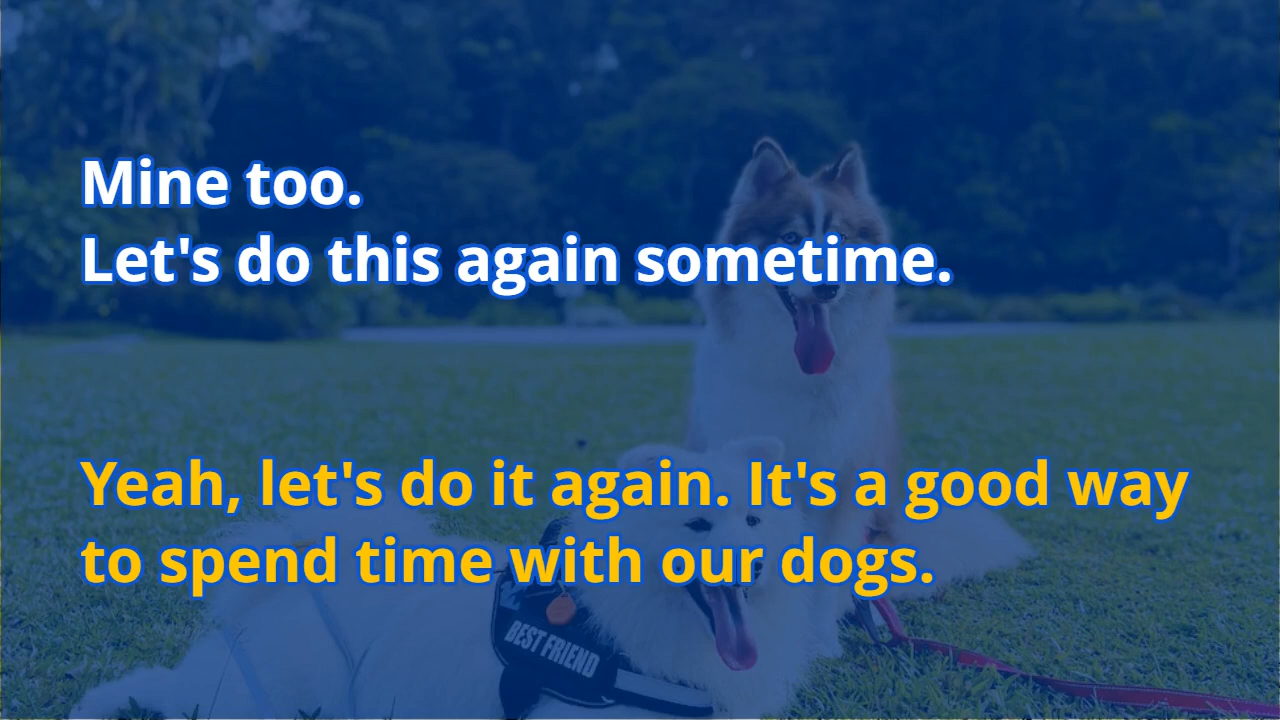 Mine too.
Let's do this again sometime.
Yeah, let's do it again. It's a good way
to spend time with our dogs.
BEST FRIEND